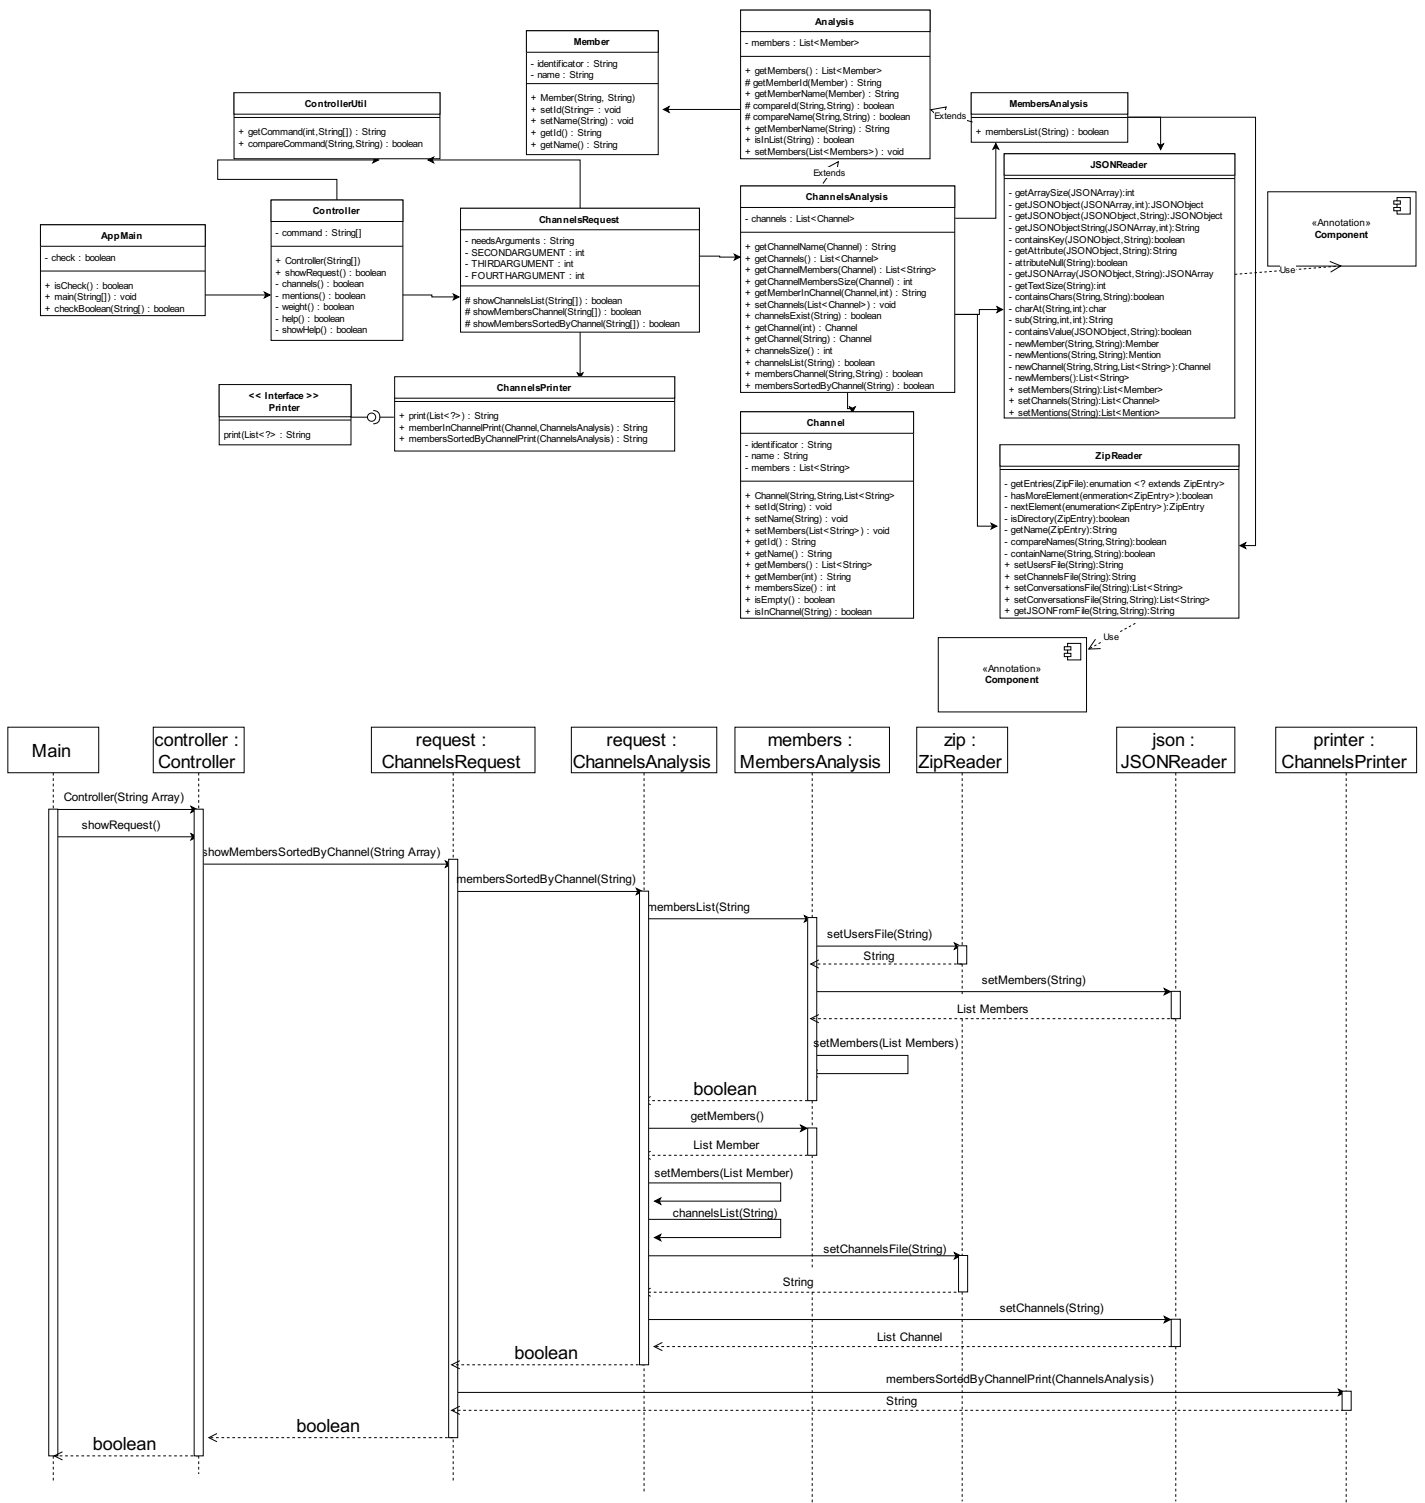 Analysis
- members : List<Member>
+ getMembers() : List<Member>
# getMemberId(Member) : String
+ getMemberName(Member) : String
# compareId(String,String) : boolean
# compareName(String,String) : boolean
+ getMemberName(String) : String
+ isInList(String) : boolean
+ setMembers(List<Members>) : void
Member
- identificator : String
- name : String
+ Member(String, String)
+ setId(String= : void
+ setName(String) : void
+ getId() : String
+ getName() : String
ControllerUtil
+ getCommand(int,String[]) : String
+ compareCommand(String,String) : boolean
MembersAnalysis
+ membersList(String) : boolean
Extends
Extends
JSONReader
- getArraySize(JSONArray):int
- getJSONObject(JSONArray,int):JSONObject
- getJSONObject(JSONObject,String):JSONObject
- getJSONObjectString(JSONArray,int):String
- containsKey(JSONObject,String):boolean
- getAttribute(JSONObject,String):String
- attributeNull(String):boolean
- getJSONArray(JSONObject,String):JSONArray
- getTextSize(String):int
- containsChars(String,String):boolean
- charAt(String,int):char
- sub(String,int,int):String
- containsValue(JSONObject,String):boolean
- newMember(String,String):Member
- newMentions(String,String):Mention
- newChannel(String,String,List<String>):Channel
- newMembers():List<String>
+ setMembers(String):List<Member>
+ setChannels(String):List<Channel>
+ setMentions(String):List<Mention>
«Annotation»
Component
Use
AppMain
- check : boolean
+ isCheck() : boolean
+ main(String[]) : void
+ checkBoolean(String[) : boolean
Controller
- command : String[]
+ Controller(String[])
+ showRequest() : boolean
- channels() : boolean
- mentions() : boolean
- weight() : boolean
- help() : boolean
- showHelp() : boolean
ChannelsRequest
- needsArguments : String
- SECONDARGUMENT : int
- THIRDARGUMENT : int
- FOURTHARGUMENT : int
# showChannelsList(String[]) : boolean
# showMembersChannel(String[]) : boolean
# showMembersSortedByChannel(String[]) : boolean
ChannelsAnalysis
- channels : List<Channel>
+ getChannelName(Channel) : String
+ getChannels() : List<Channel>
+ getChannelMembers(Channel) : List<String>
+ getChannelMembersSize(Channel) : int
+ getMemberInChannel(Channel,int) : String
+ setChannels(List<Channel>) : void
+ channelsExist(String) : boolean
+ getChannel(int) : Channel
+ getChannel(String) : Channel
+ channelsSize() : int
+ channelsList(String) : boolean
+ membersChannel(String,String) : boolean
+ membersSortedByChannel(String) : boolean
<< Interface >>
Printer
print(List<?> : String
ChannelsPrinter
+ print(List<?>) : String
+ memberInChannelPrint(Channel,ChannelsAnalysis) : String
+ membersSortedByChannelPrint(ChannelsAnalysis) : String
Channel
- identificator : String
- name : String
- members : List<String>
+ Channel(String,String,List<String>
+ setId(String) : void
+ setName(String) : void
+ setMembers(List<String>) : void
+ getId() : String
+ getName() : String
+ getMembers() : List<String>
+ getMember(int) : String
+ membersSize() : int
+ isEmpty() : boolean
+ isInChannel(String) : boolean
ZipReader
- getEntries(ZipFile):enumation <? extends ZipEntry>
- hasMoreElement(enmeration<ZipEntry>):boolean
- nextElement(enumeration<ZipEntry>):ZipEntry
- isDirectory(ZipEntry):boolean
- getName(ZipEntry):String
- compareNames(String,String):boolean
- containName(String,String):boolean
+ setUsersFile(String):String
+ setChannelsFile(String):String
+ setConversationsFile(String):List<String>
+ setConversationsFile(String,String):List<String>
+ getJSONFromFile(String,String):String
Use
«Annotation»
Component
Main
controller :
Controller
request :
ChannelsRequest
request :
ChannelsAnalysis
members :
MembersAnalysis
zip :
ZipReader
json :
JSONReader
printer :
ChannelsPrinter
Controller(String Array)
showRequest()
showMembersSortedByChannel(String Array)
membersSortedByChannel(String)
membersList(String
setUsersFile(String)
String
setMembers(String)
List Members
setMembers(List Members)
boolean
getMembers()
List Member
setMembers(List Member)
channelsList(String)
setChannelsFile(String)
String
setChannels(String)
List Channel
boolean
membersSortedByChannelPrint(ChannelsAnalysis)
String
boolean
boolean